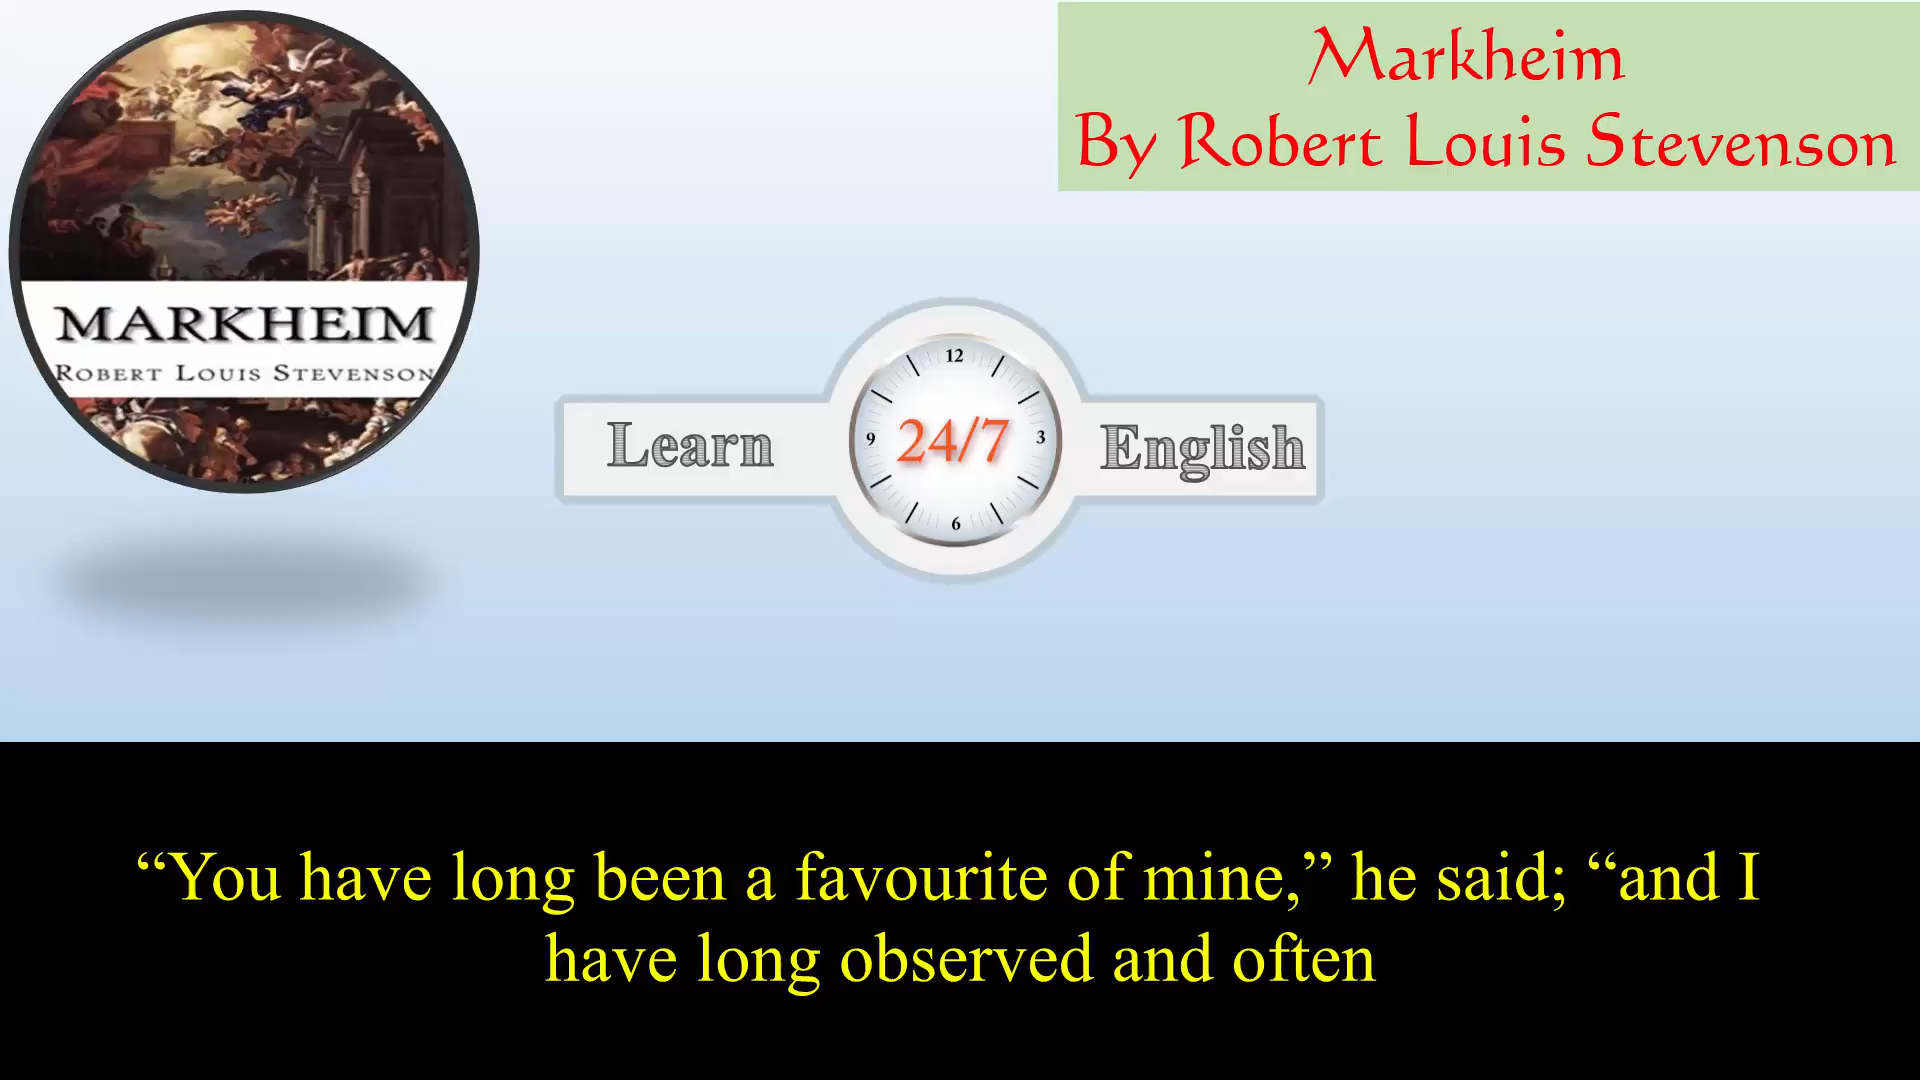 Markheim
By Robert Louis Stevenson
MARKHEIM
ROBERT LOUIS STEVENSON
Learn 24/7 English
12
9
3
6
“You have long been a favourite of mine,” he said; “and I
have long observed and often